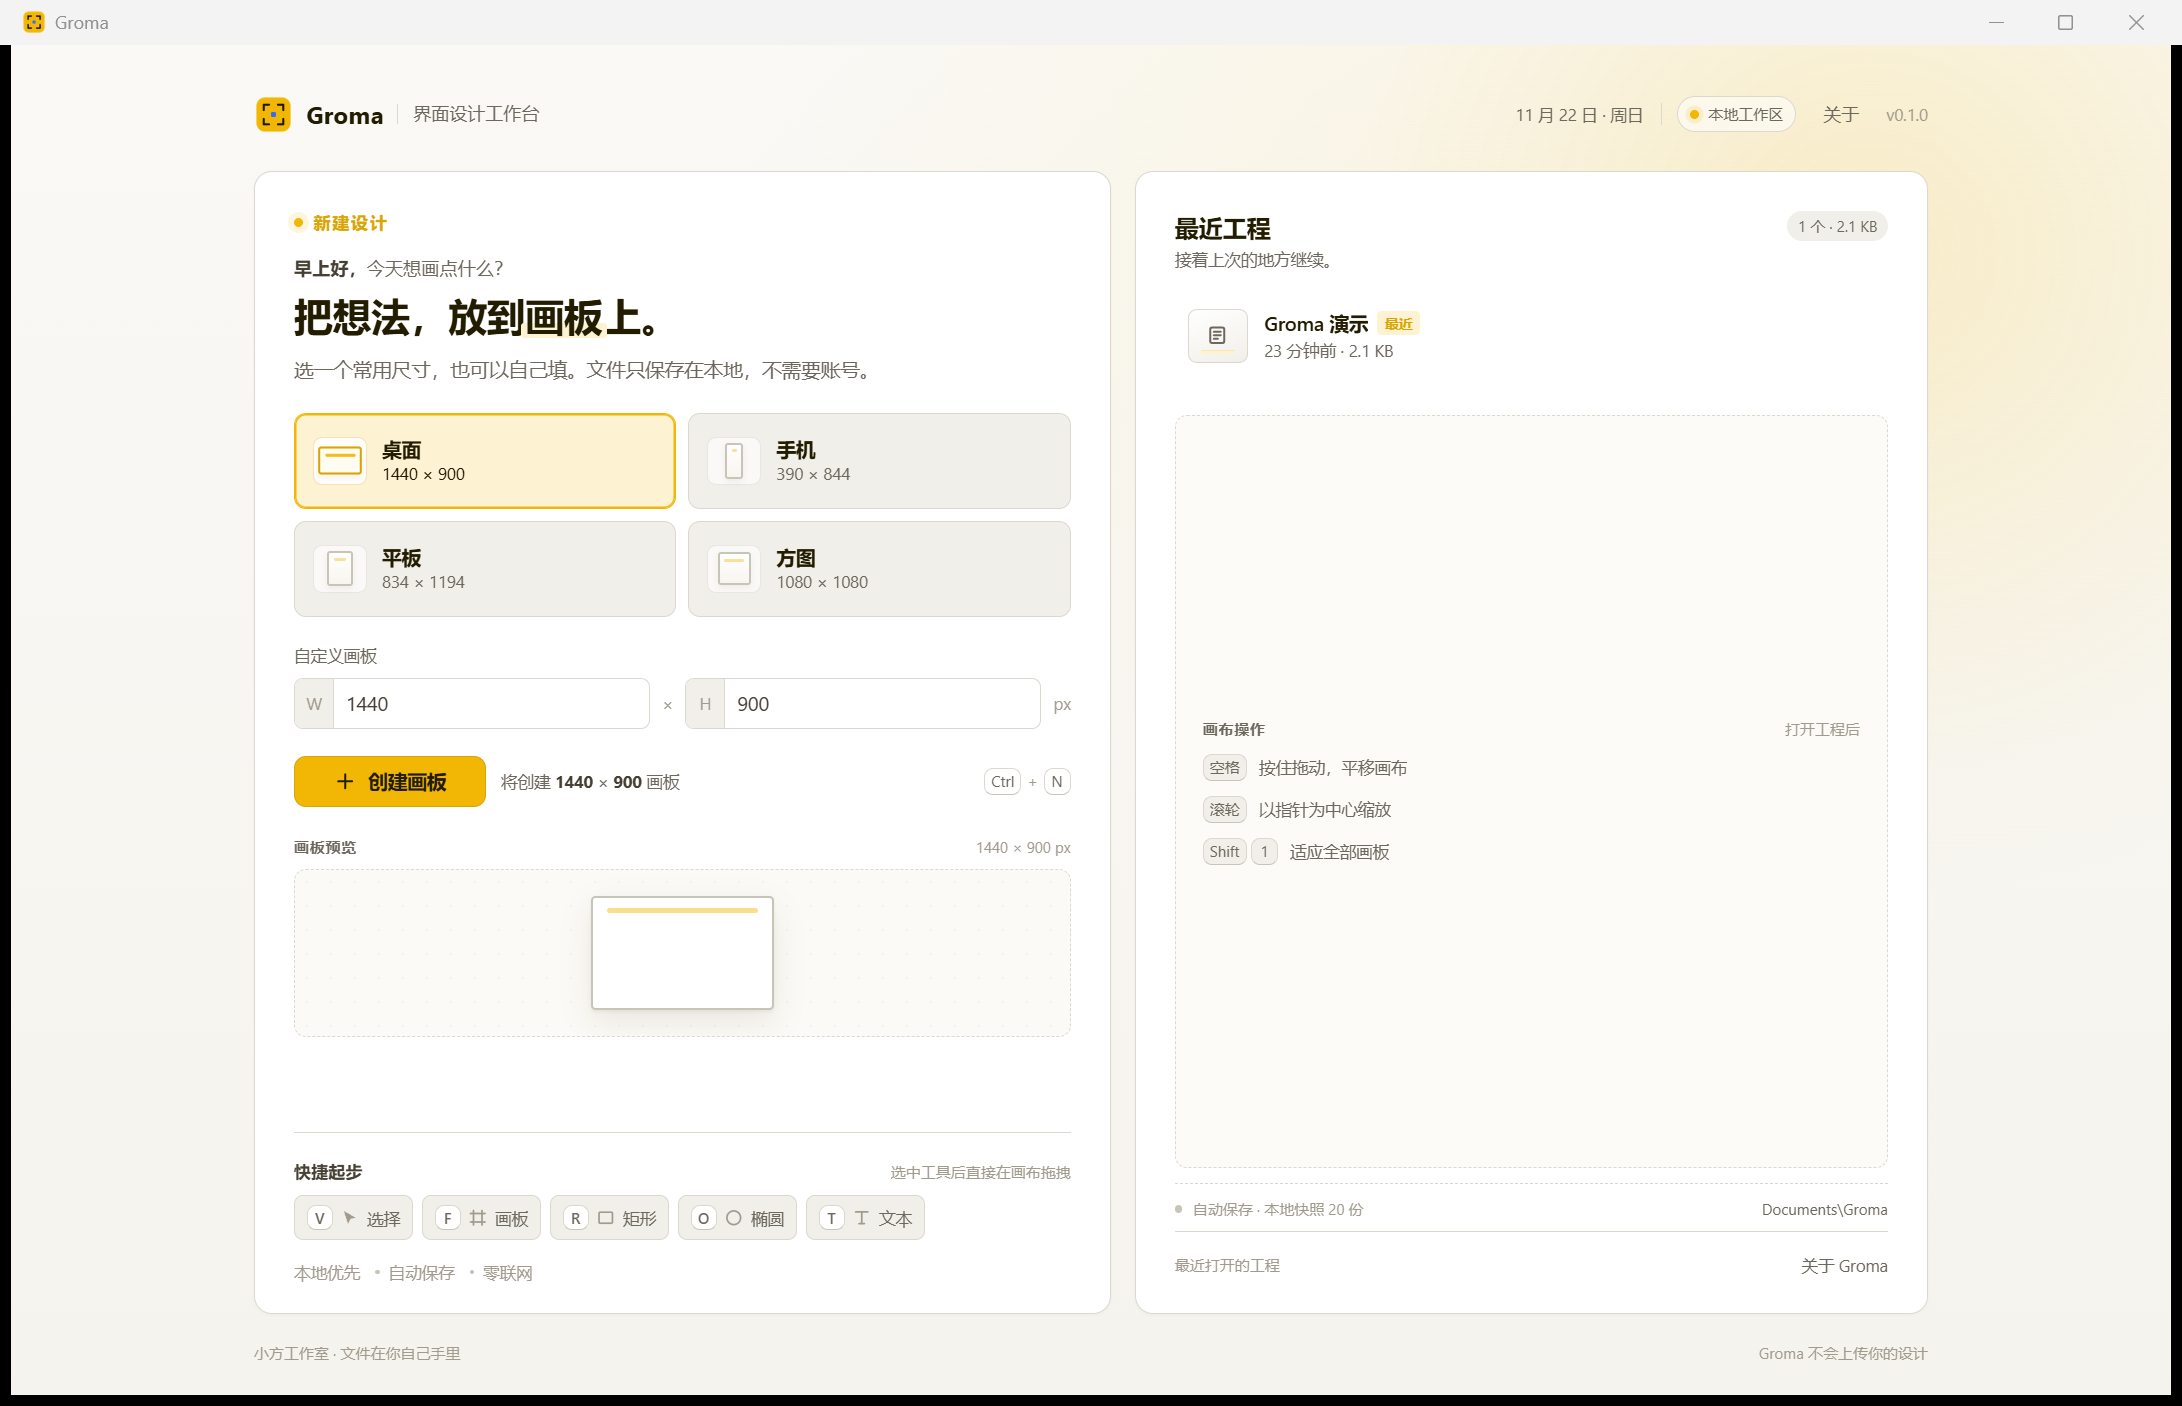 Groma
Groma 界面设计工作台
11 月 22 日 · 周日 本地工作区 关于 v0.1.0
新建设计
早上好，今天想画点什么？
把想法，放到画板上。
选一个常用尺寸，也可以自己填。文件只保存在本地，不需要账号。
桌面
1440 × 900
手机
390 × 844
平板
834 × 1194
方图
1080 × 1080
自定义画板
W 1440 × H 900 px
创建画板 将创建 1440 × 900 画板 Ctrl + N
画板预览 1440 × 900 px
快捷起步 选中工具后直接在画布拖拽
V 选择 F 画板 R 矩形 O 椭圆 T 文本
本地优先 • 自动保存 • 零联网
最近工程 1 个 · 2.1 KB
接着上次的地方继续。
Groma 演示 最近
23 分钟前 · 2.1 KB
画布操作 打开工程后
空格 按住拖动，平移画布
滚轮 以指针为中心缩放
Shift 1 适应全部画板
自动保存 · 本地快照 20 份 Documents\Groma
最近打开的工程 关于 Groma
小方工作室 · 文件在你自己手里 Groma 不会上传你的设计